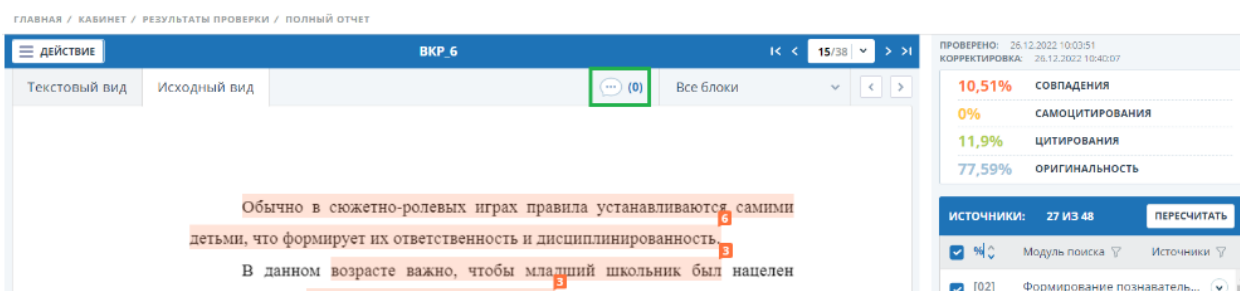 ГЛАВНАЯ / КАБИНЕТ / РЕЗУЛЬТАТЫ ПРОВЕРКИ / ПОЛНЫЙ ОТЧЕТ
ДЕЙСТВИЕ
ВКР_6
15/38
Текстовый вид
Исходный вид
(0)
Все блоки
Обычно в сюжетно-ролевых играх правила устанавливаются самими
6
детьми, что формирует их ответственность и дисциплинированность.
3
В данном возрасте важно, чтобы младший школьник был нацелен
3
ПРОВЕРЕНО: 26.12.2022 10:03:51
КОРРЕКТИРОВКА: 26.12.2022 10:40:07
10,51% СОВПАДЕНИЯ
0% САМОЦИТИРОВАНИЯ
11,9% ЦИТИРОВАНИЯ
77,59% ОРИГИНАЛЬНОСТЬ
ИСТОЧНИКИ: 27 ИЗ 48 ПЕРЕСЧИТАТЬ
% Модуль поиска Источники
[02] Формирование познаватель...